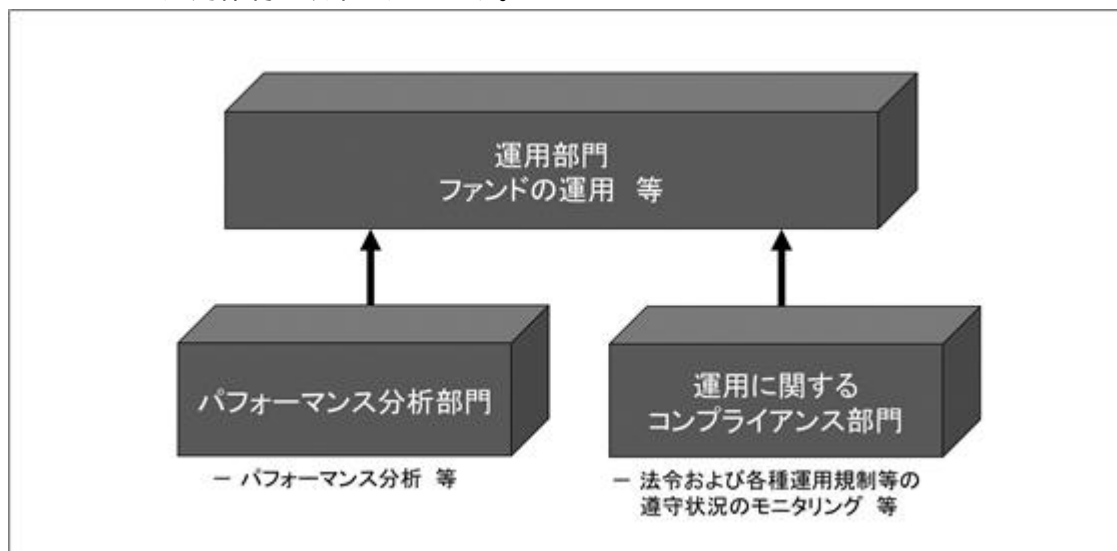 運用部門
ファンドの運用 等
パフォーマンス分析部門
運用に関する
コンプライアンス部門
－ パフォーマンス分析 等
－ 法令および各種運用規制等の
遵守状況のモニタリング 等